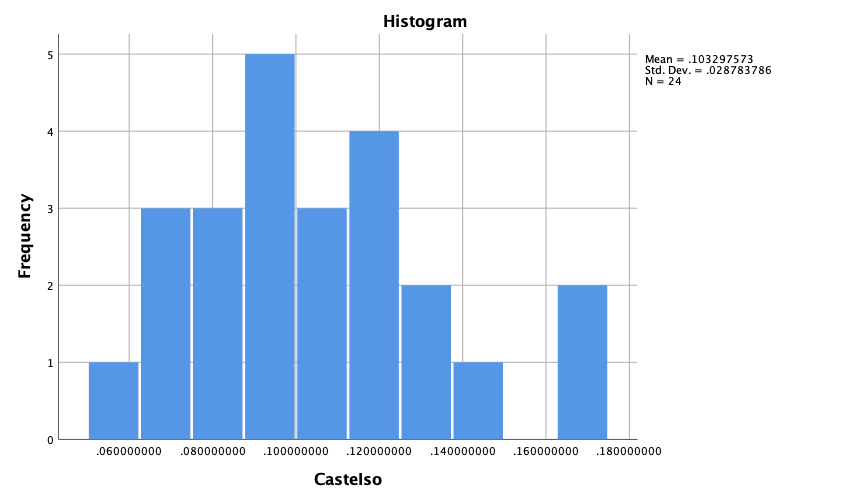 Histogram
Mean = .103297573
Std. Dev. = .028783786
N = 24
Frequency
5
4
3
2
1
0
.060000000 .080000000 .100000000 .120000000 .140000000 .160000000 .180000000
Castelso